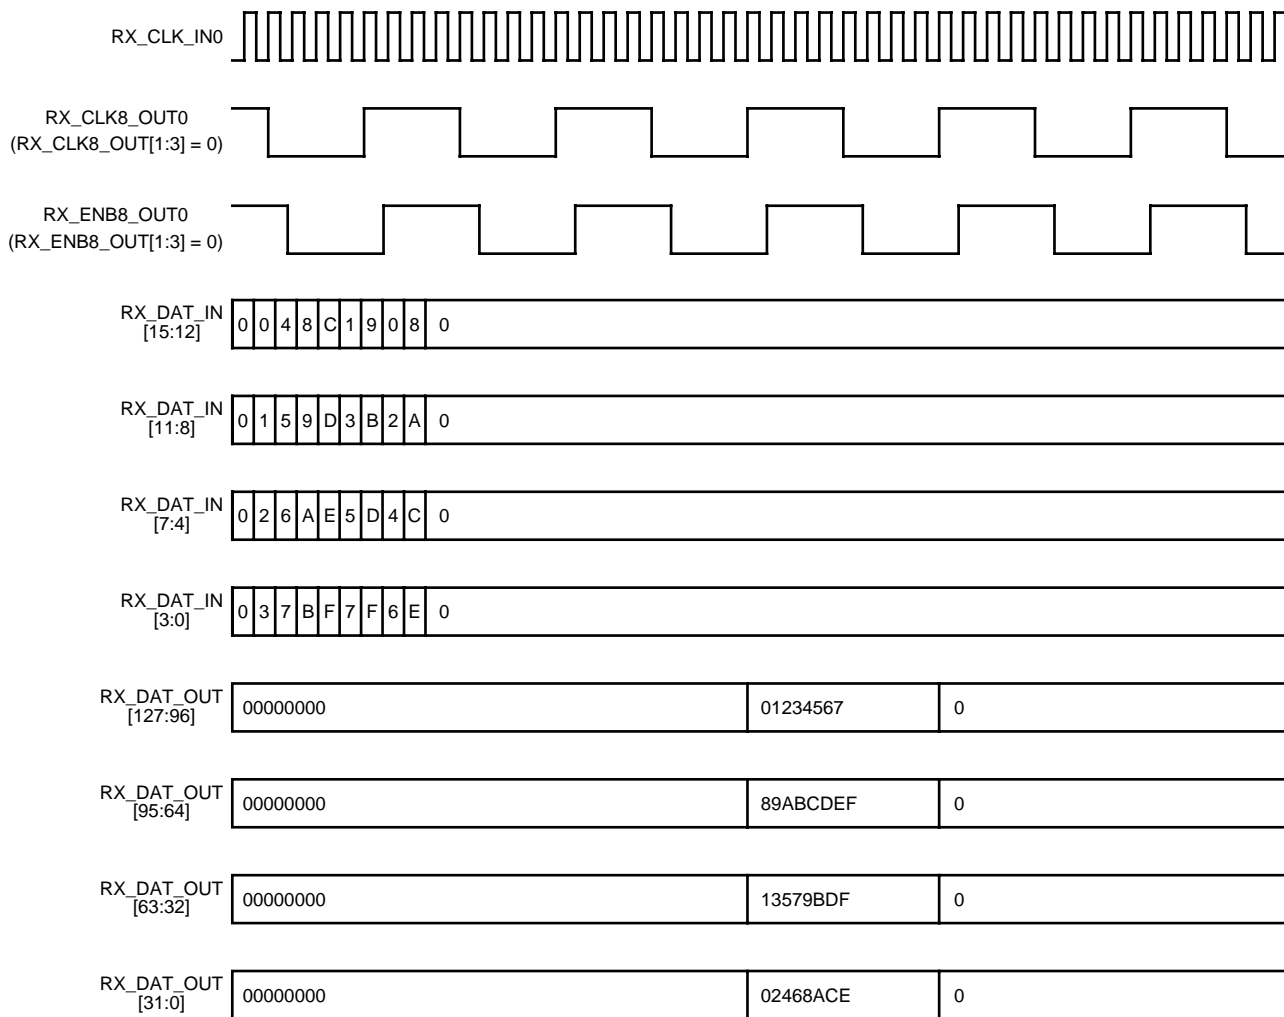 RX_CLK_IN0
RX_CLK8_OUT0
(RX_CLK8_OUT[1:3] = 0)
RX_ENB8_OUT0
(RX_ENB8_OUT[1:3] = 0)
RX_DAT_IN
[15:12]
0 0 4 8 C 1 9 0 8 0
RX_DAT_IN
[11:8]
0 1 5 9 D 3 B 2 A 0
RX_DAT_IN
[7:4]
0 2 6 A E 5 D 4 C 0
RX_DAT_IN
[3:0]
0 3 7 B F 7 F 6 E 0
RX_DAT_OUT
[127:96]
00000000 01234567 0
RX_DAT_OUT
[95:64]
00000000 89ABCDEF 0
RX_DAT_OUT
[63:32]
00000000 13579BDF 0
RX_DAT_OUT
[31:0]
00000000 02468ACE 0